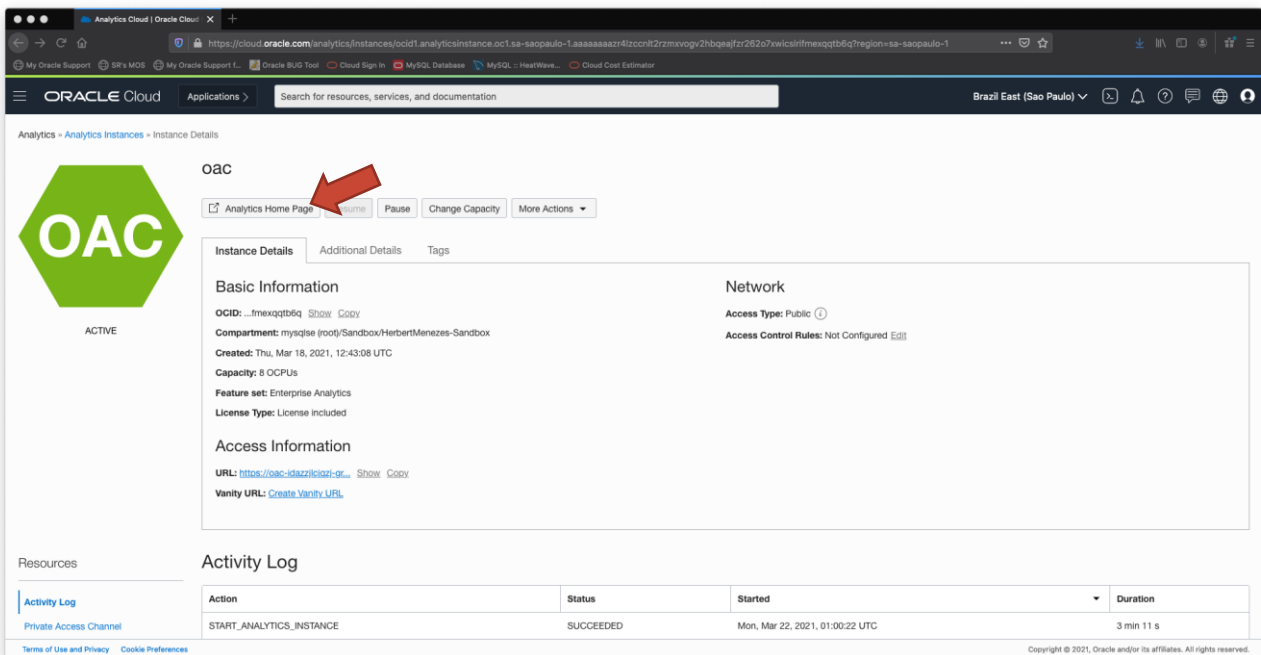 Analytics Cloud | Oracle Cloud
https://cloud.oracle.com/analytics/instances/ocid1.analyticsinstance.oc1.sa-saopaulo-1.aaaaaaaazr4lzccnlt2rzmxvogv2hbqeajfzr262o7xwicslrifmexqqtb6q?region=sa-saopaulo-1
My Oracle Support SR's MOS My Oracle Support f... Oracle BUG Tool Cloud Sign In MySQL Database MySQL :: HeatWave... Cloud Cost Estimator
ORACLE Cloud Applications > Search for resources, services, and documentation Brazil East (Sao Paulo)
Analytics » Analytics Instances » Instance Details
OAC
ACTIVE
oac
Analytics Home Page Pause Change Capacity More Actions
Instance Details Additional Details Tags
Basic Information
OCID: ...fmexqqtb6q Show Copy
Compartment: mysqlse (root)/Sandbox/HerbertMenezes-Sandbox
Created: Thu, Mar 18, 2021, 12:43:08 UTC
Capacity: 8 OCPUs
Feature set: Enterprise Analytics
License Type: License included
Access Information
URL: https://oac-idazzjlcjqzj-gr... Show Copy
Vanity URL: Create Vanity URL
Network
Access Type: Public
Access Control Rules: Not Configured Edit
Resources
Activity Log
Private Access Channel
Activity Log
Action Status Started Duration
START_ANALYTICS_INSTANCE SUCCEEDED Mon, Mar 22, 2021, 01:00:22 UTC 3 min 11 s
Terms of Use and Privacy Cookie Preferences Copyright © 2021, Oracle and/or its affiliates. All rights reserved.